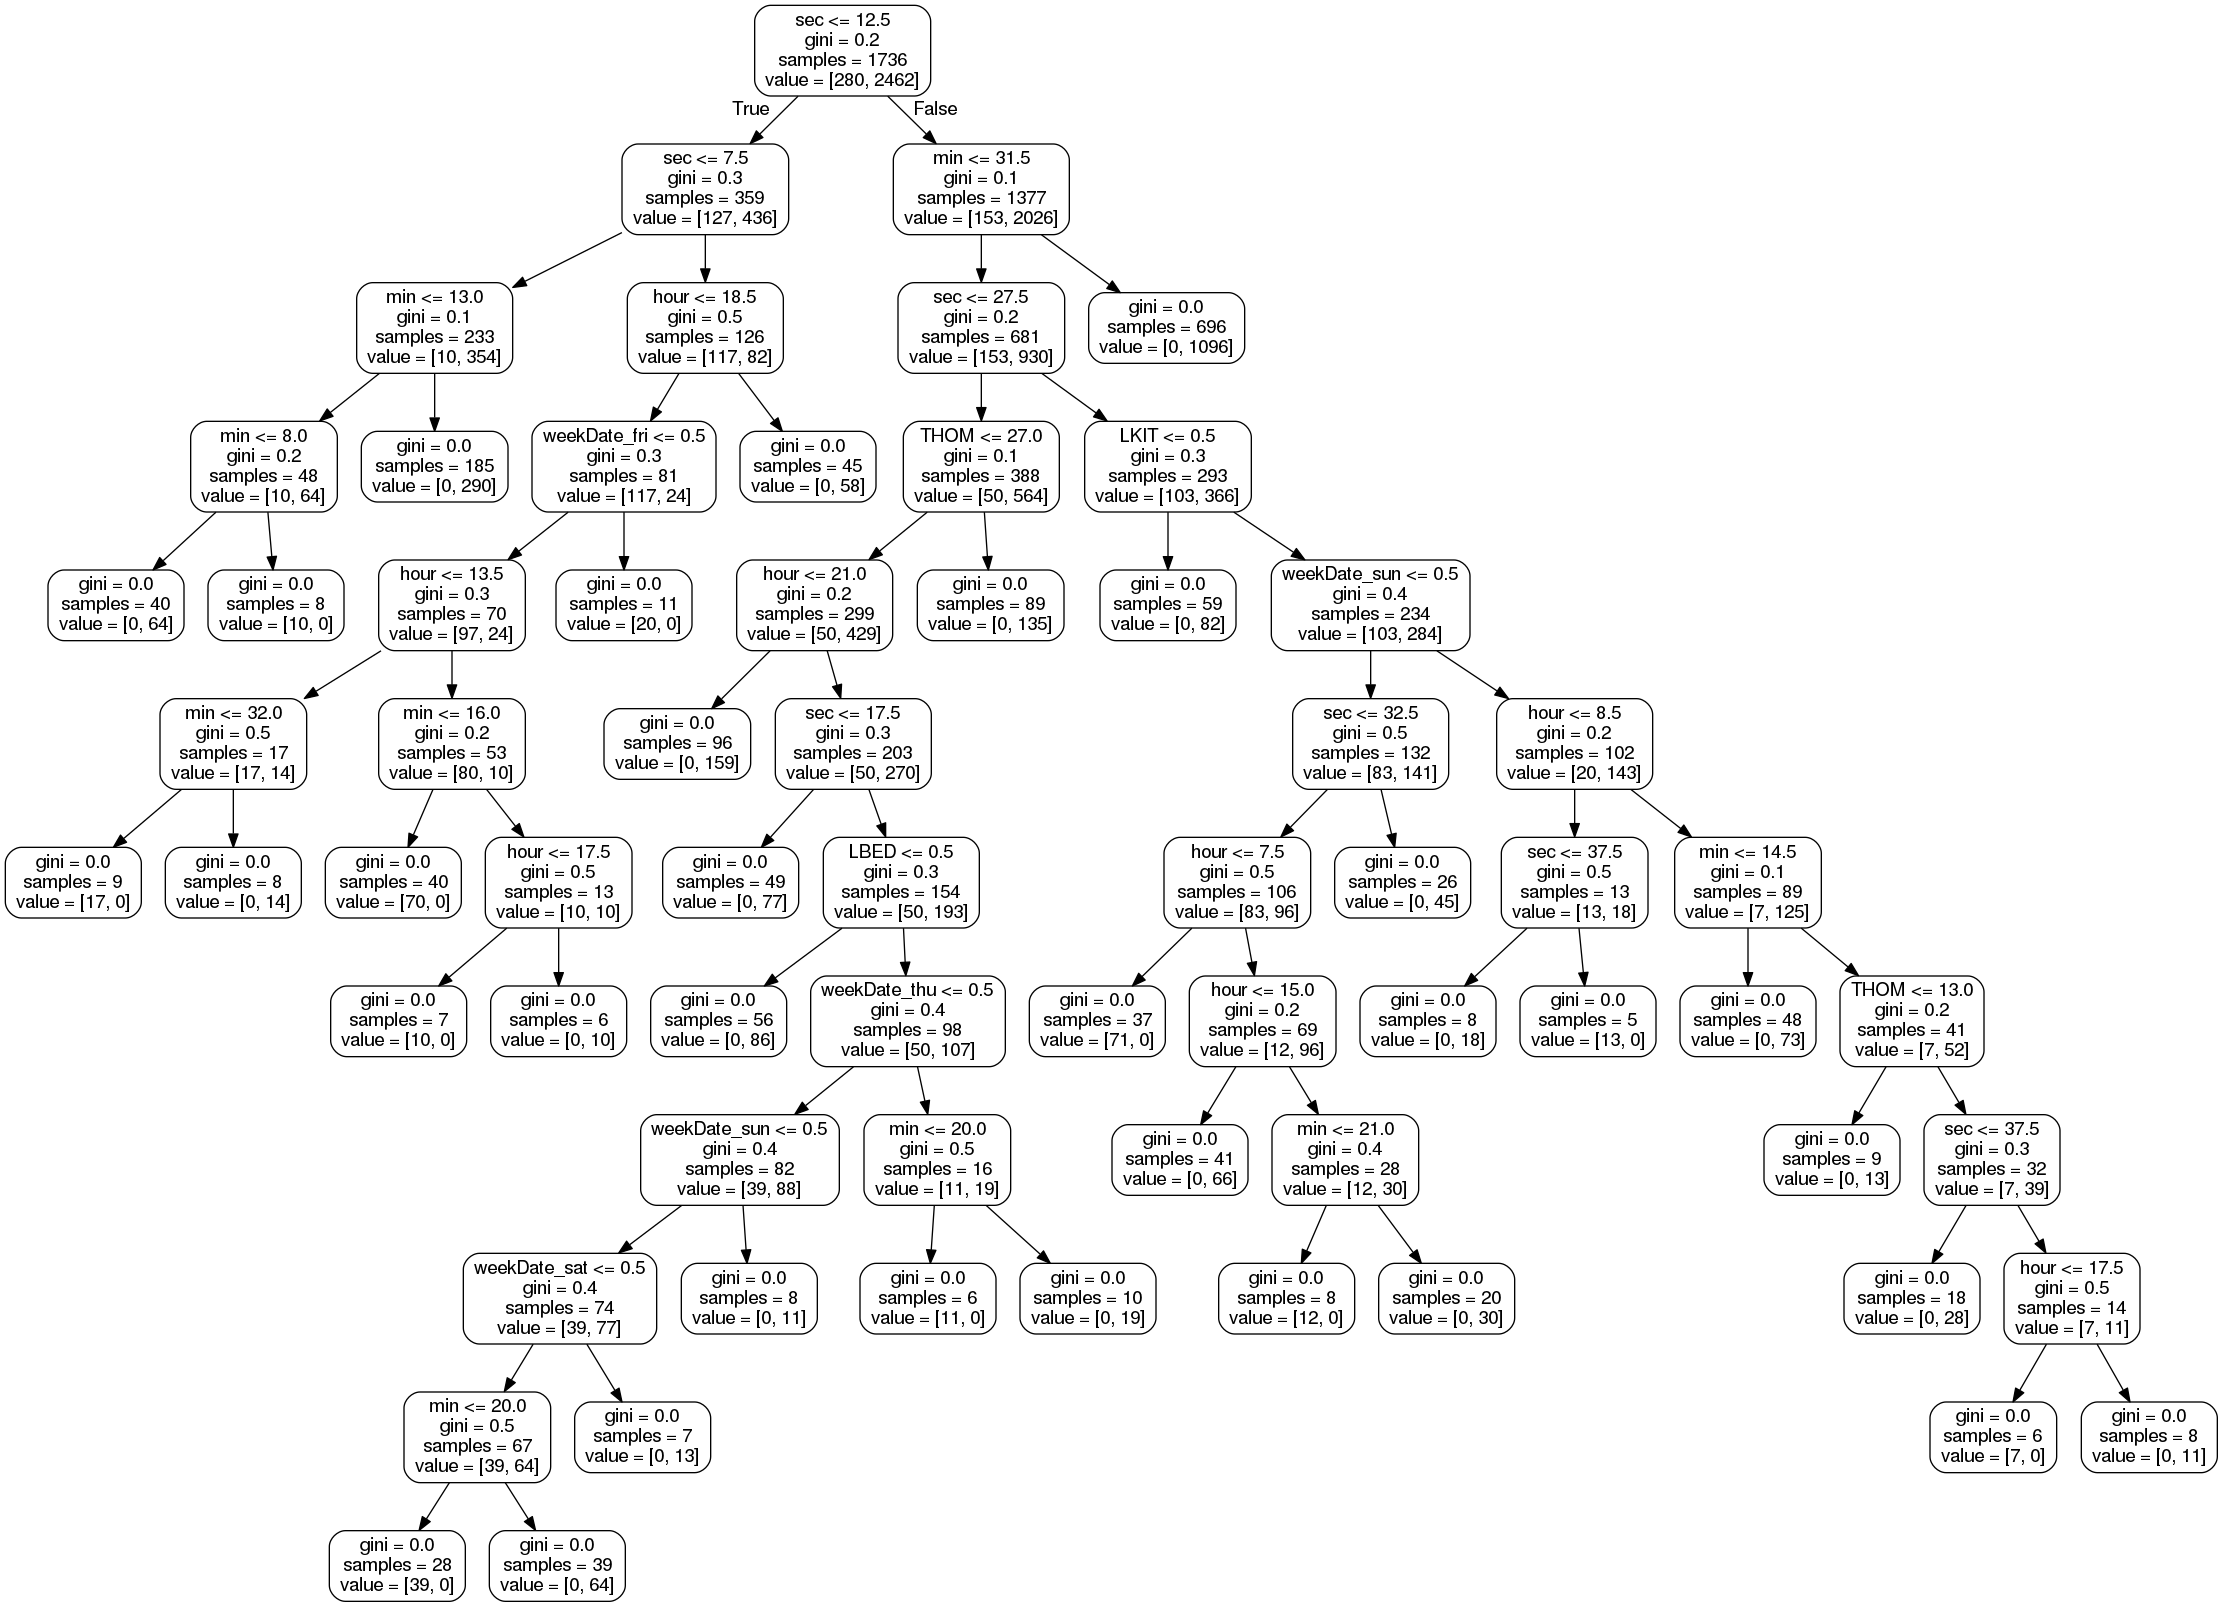 sec <= 12.5
gini = 0.2
samples = 1736
value = [280, 2462]
True
False
sec <= 7.5
gini = 0.3
samples = 359
value = [127, 436]
min <= 31.5
gini = 0.1
samples = 1377
value = [153, 2026]
min <= 13.0
gini = 0.1
samples = 233
value = [10, 354]
hour <= 18.5
gini = 0.5
samples = 126
value = [117, 82]
sec <= 27.5
gini = 0.2
samples = 681
value = [153, 930]
gini = 0.0
samples = 696
value = [0, 1096]
min <= 8.0
gini = 0.2
samples = 48
value = [10, 64]
gini = 0.0
samples = 185
value = [0, 290]
weekDate_fri <= 0.5
gini = 0.3
samples = 81
value = [117, 24]
gini = 0.0
samples = 45
value = [0, 58]
THOM <= 27.0
gini = 0.1
samples = 388
value = [50, 564]
LKIT <= 0.5
gini = 0.3
samples = 293
value = [103, 366]
gini = 0.0
samples = 40
value = [0, 64]
gini = 0.0
samples = 8
value = [10, 0]
hour <= 13.5
gini = 0.3
samples = 70
value = [97, 24]
gini = 0.0
samples = 11
value = [20, 0]
hour <= 21.0
gini = 0.2
samples = 299
value = [50, 429]
gini = 0.0
samples = 89
value = [0, 135]
gini = 0.0
samples = 59
value = [0, 82]
weekDate_sun <= 0.5
gini = 0.4
samples = 234
value = [103, 284]
min <= 32.0
gini = 0.5
samples = 17
value = [17, 14]
min <= 16.0
gini = 0.2
samples = 53
value = [80, 10]
gini = 0.0
samples = 96
value = [0, 159]
sec <= 17.5
gini = 0.3
samples = 203
value = [50, 270]
sec <= 32.5
gini = 0.5
samples = 132
value = [83, 141]
hour <= 8.5
gini = 0.2
samples = 102
value = [20, 143]
gini = 0.0
samples = 9
value = [17, 0]
gini = 0.0
samples = 8
value = [0, 14]
gini = 0.0
samples = 40
value = [70, 0]
hour <= 17.5
gini = 0.5
samples = 13
value = [10, 10]
gini = 0.0
samples = 49
value = [0, 77]
LBED <= 0.5
gini = 0.3
samples = 154
value = [50, 193]
hour <= 7.5
gini = 0.5
samples = 106
value = [83, 96]
gini = 0.0
samples = 26
value = [0, 45]
sec <= 37.5
gini = 0.5
samples = 13
value = [13, 18]
min <= 14.5
gini = 0.1
samples = 89
value = [7, 125]
gini = 0.0
samples = 7
value = [10, 0]
gini = 0.0
samples = 6
value = [0, 10]
gini = 0.0
samples = 56
value = [0, 86]
weekDate_thu <= 0.5
gini = 0.4
samples = 98
value = [50, 107]
gini = 0.0
samples = 37
value = [71, 0]
hour <= 15.0
gini = 0.2
samples = 69
value = [12, 96]
gini = 0.0
samples = 8
value = [0, 18]
gini = 0.0
samples = 5
value = [13, 0]
gini = 0.0
samples = 48
value = [0, 73]
THOM <= 13.0
gini = 0.2
samples = 41
value = [7, 52]
weekDate_sun <= 0.5
gini = 0.4
samples = 82
value = [39, 88]
min <= 20.0
gini = 0.5
samples = 16
value = [11, 19]
gini = 0.0
samples = 41
value = [0, 66]
min <= 21.0
gini = 0.4
samples = 28
value = [12, 30]
gini = 0.0
samples = 9
value = [0, 13]
sec <= 37.5
gini = 0.3
samples = 32
value = [7, 39]
weekDate_sat <= 0.5
gini = 0.4
samples = 74
value = [39, 77]
gini = 0.0
samples = 8
value = [0, 11]
gini = 0.0
samples = 6
value = [11, 0]
gini = 0.0
samples = 10
value = [0, 19]
gini = 0.0
samples = 8
value = [12, 0]
gini = 0.0
samples = 20
value = [0, 30]
gini = 0.0
samples = 18
value = [0, 28]
hour <= 17.5
gini = 0.5
samples = 14
value = [7, 11]
min <= 20.0
gini = 0.5
samples = 67
value = [39, 64]
gini = 0.0
samples = 7
value = [0, 13]
gini = 0.0
samples = 6
value = [7, 0]
gini = 0.0
samples = 8
value = [0, 11]
gini = 0.0
samples = 28
value = [39, 0]
gini = 0.0
samples = 39
value = [0, 64]